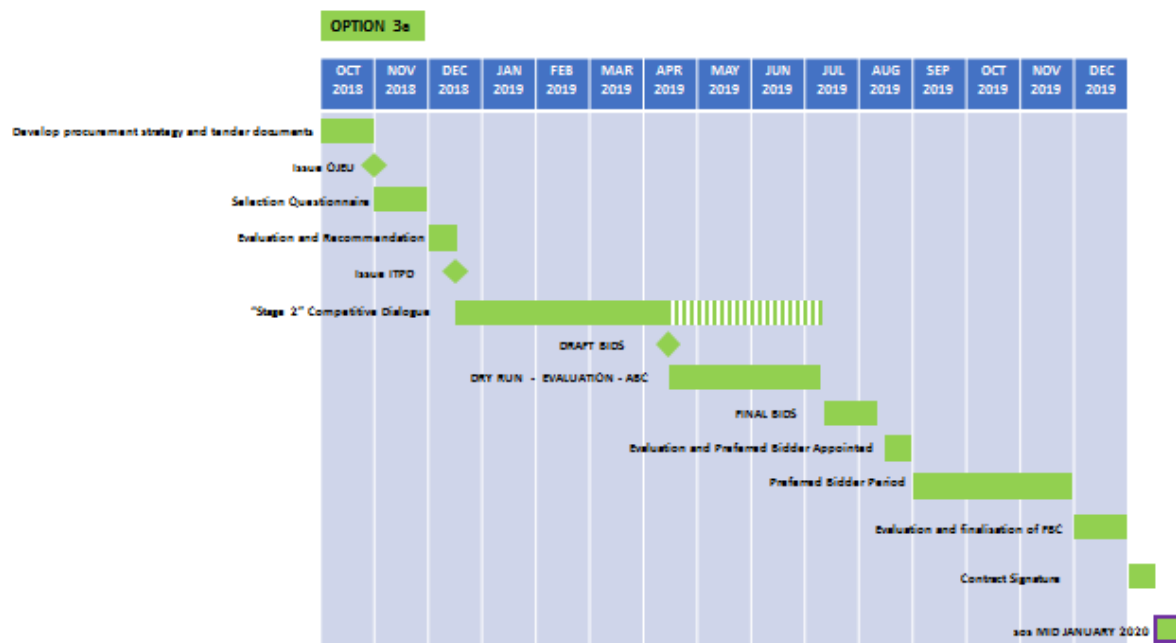 OPTION 3a
OCT NOV DEC JAN FEB MAR APR MAY JUN JUL AUG SEP OCT NOV DEC
2018 2018 2018 2019 2019 2019 2019 2019 2019 2019 2019 2019 2019 2019 2019
Develop procurement strategy and tender documents
Issue OJEU
Selection Questionnaire
Evaluation and Recommendation
Issue ITPD
"Stage 2" Competitive Dialogue
DRAFT BIDS
DRY RUN - EVALUATION - ABC
FINAL BIDS
Evaluation and Preferred Bidder Appointed
Preferred Bidder Period
Evaluation and finalisation of FBC
Contract Signature
sos MID JANUARY 2020